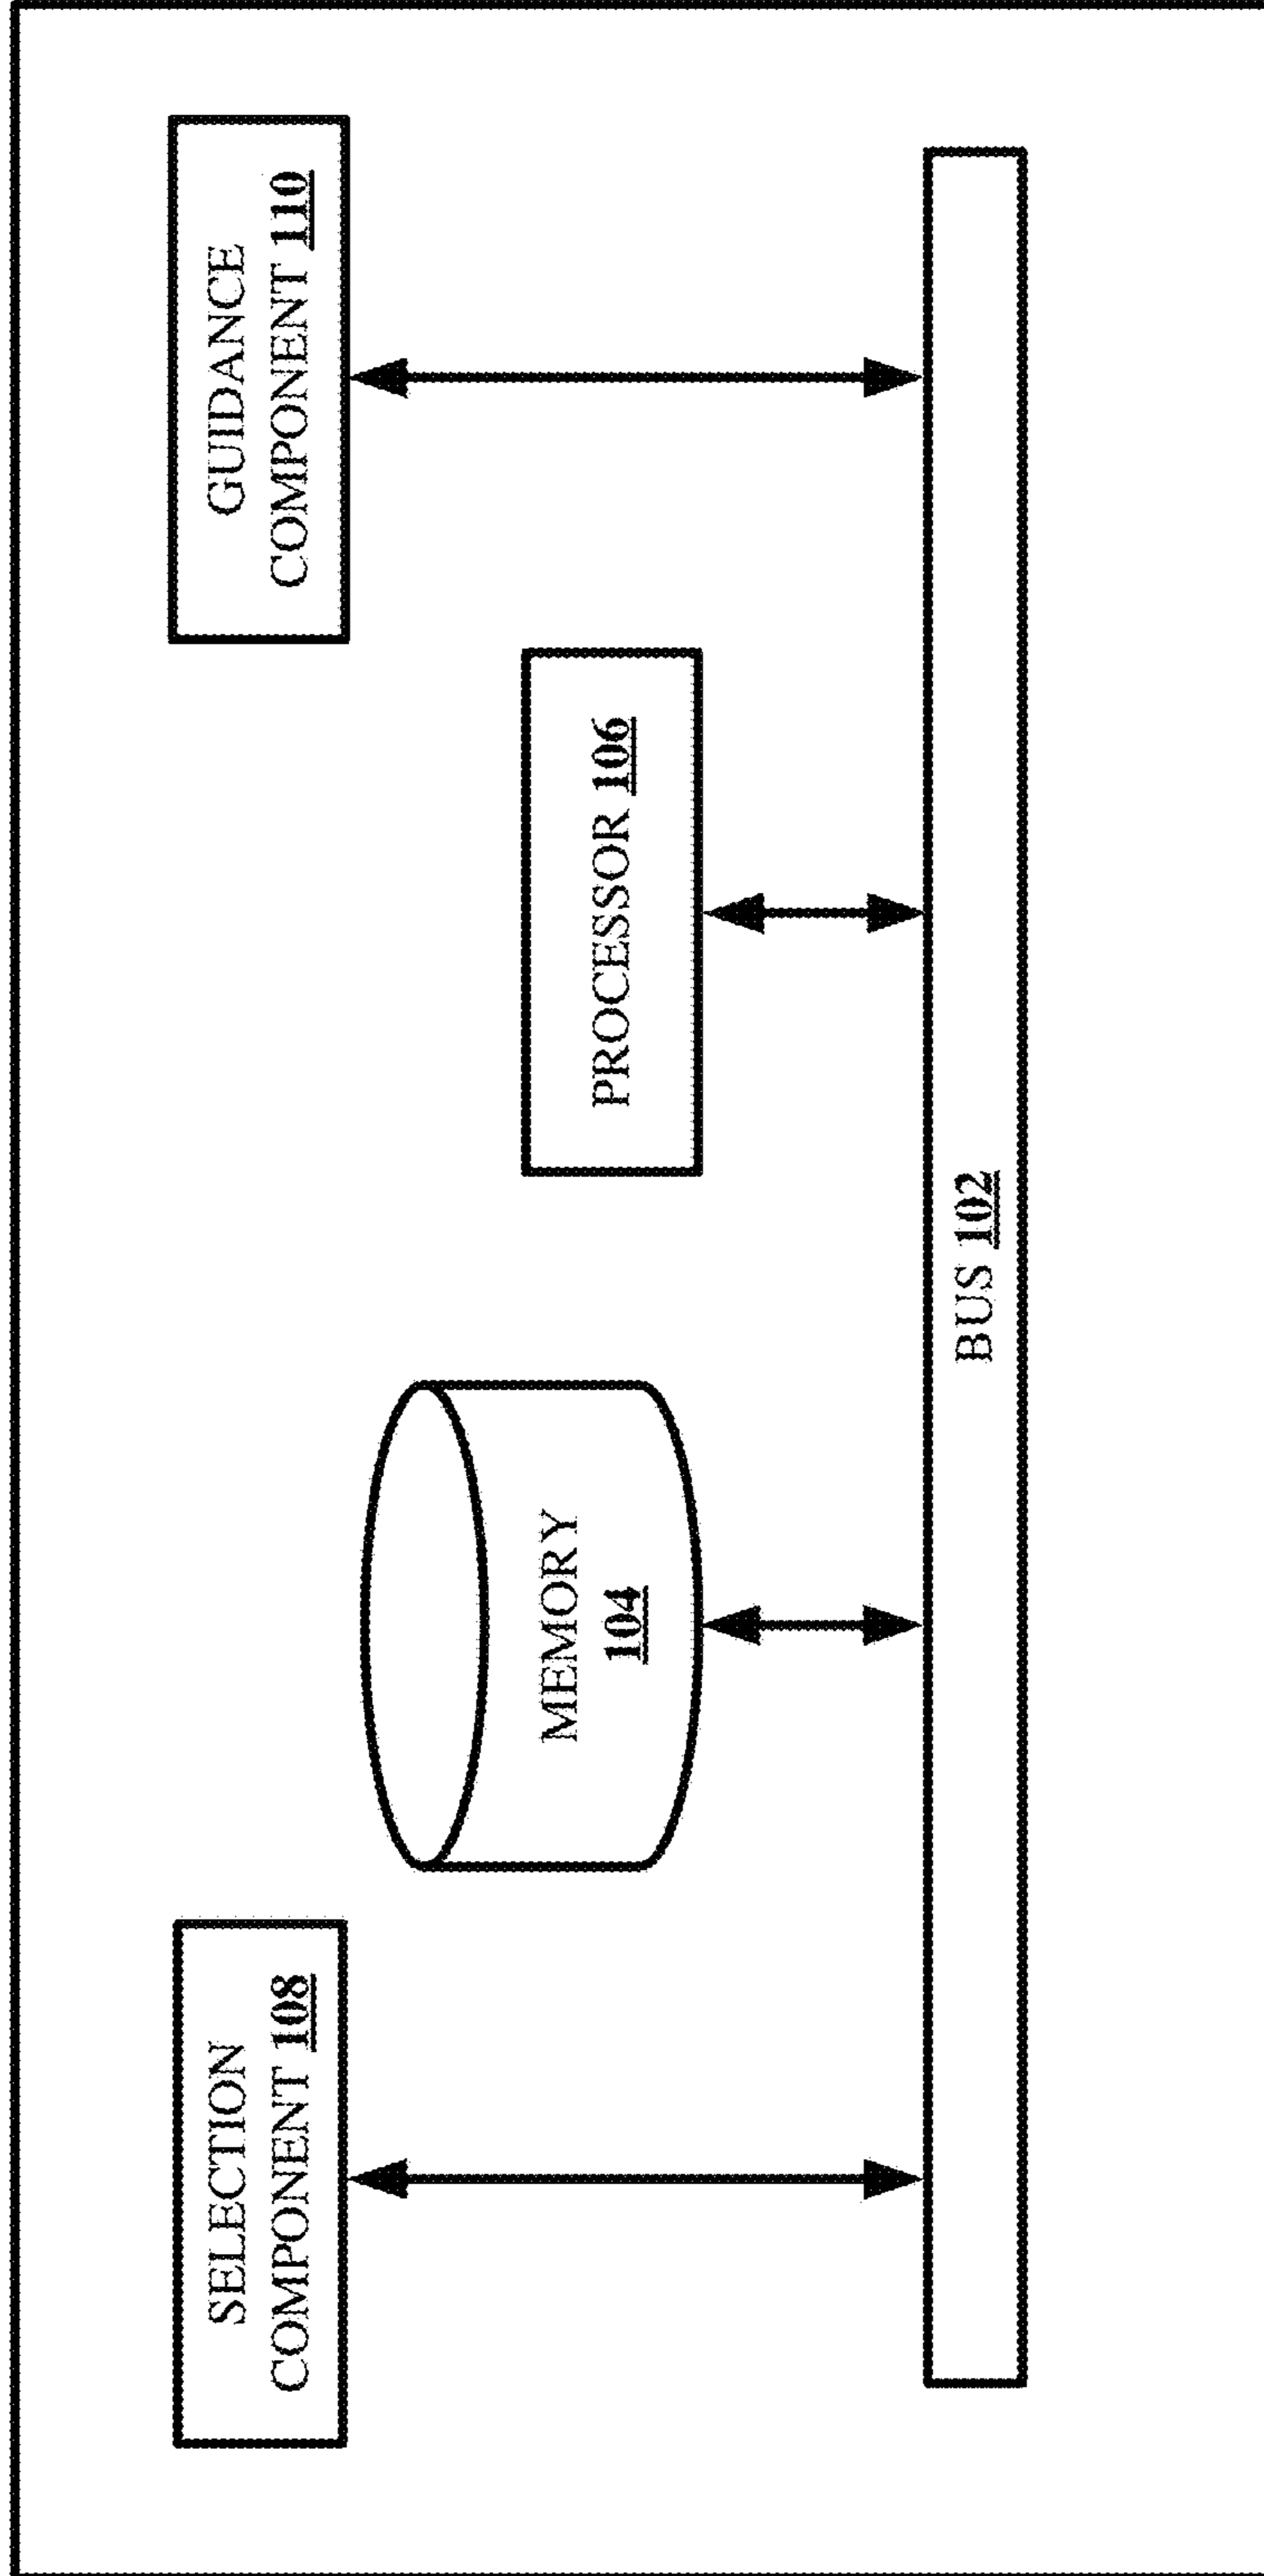 SELECTION
COMPONENT 108
MEMORY
104
PROCESSOR 106
GUIDANCE
COMPONENT 110
BUS 102